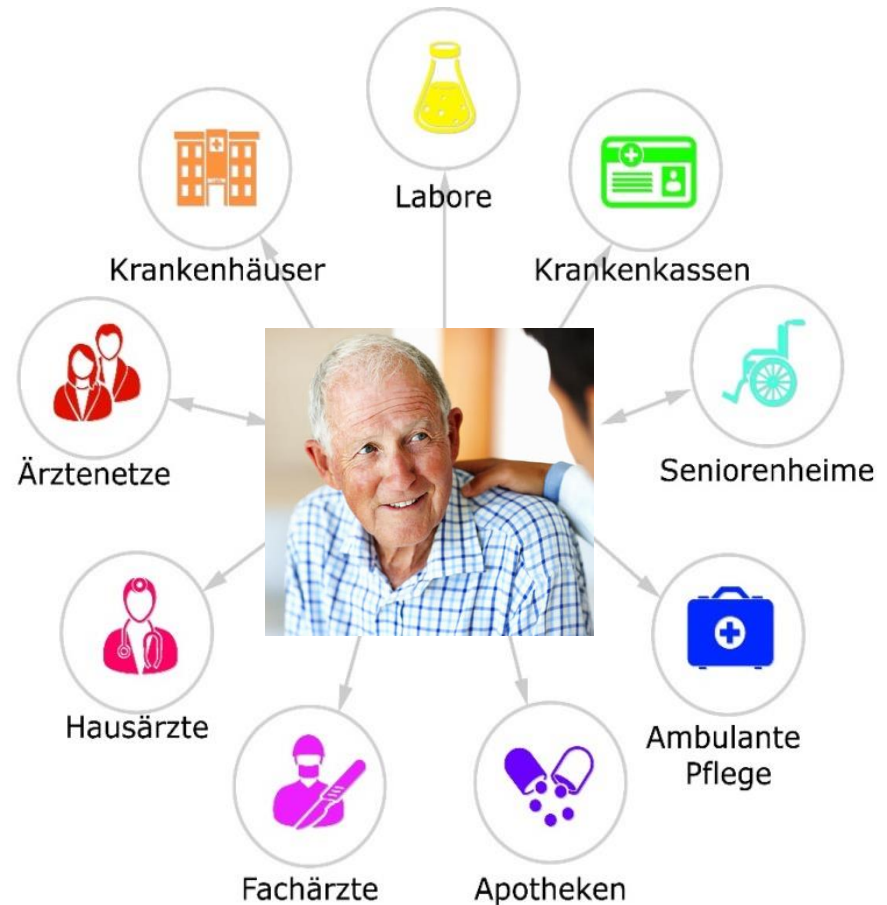 Labore
Krankenhäuser
Krankenkassen
Ärztenetze
Seniorenheime
Hausärzte
Ambulante
Pflege
Fachärzte
Apotheken